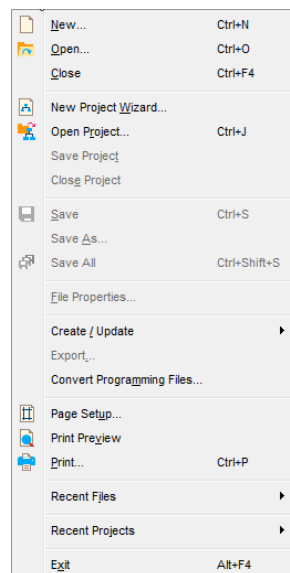 New... Ctrl+N
Open... Ctrl+O
Close Ctrl+F4
New Project Wizard...
Open Project... Ctrl+J
Save Project
Close Project
Save Ctrl+S
Save As...
Save All Ctrl+Shift+S
File Properties...
Create / Update
Export...
Convert Programming Files...
Page Setup...
Print Preview
Print... Ctrl+P
Recent Files
Recent Projects
Exit Alt+F4